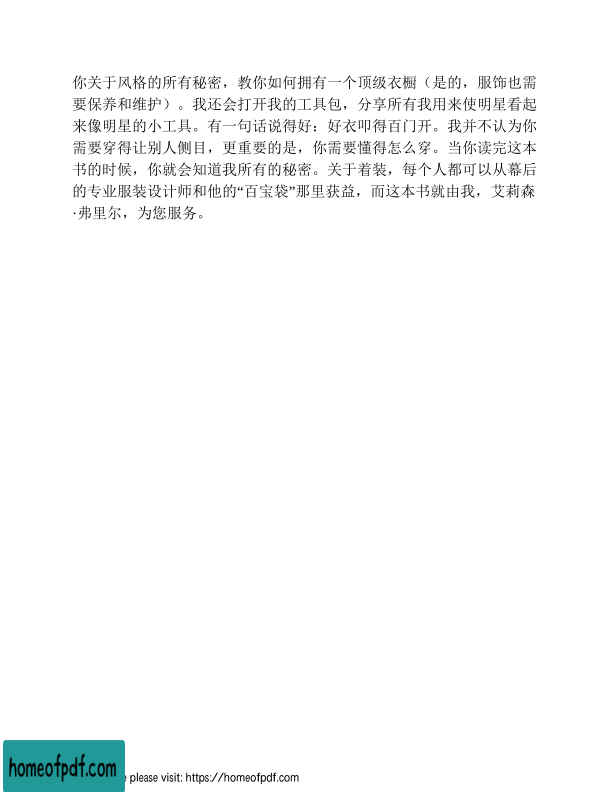 你关于风格的所有秘密，教你如何拥有一个顶级衣橱（是的，服饰也需
要保养和维护）。我还会打开我的工具包，分享所有我用来使明星看起
来像明星的小工具。有一句话说得好：好衣叩得百门开。我并不认为你
需要穿得让别人侧目，更重要的是，你需要懂得怎么穿。当你读完这本
书的时候，你就会知道我所有的秘密。关于着装，每个人都可以从幕后
的专业服装设计师和他的“百宝袋”那里获益，而这本书就由我，艾莉森
·弗里尔，为您服务。
homeofpdf.com
e please visit: https://homeofpdf.com